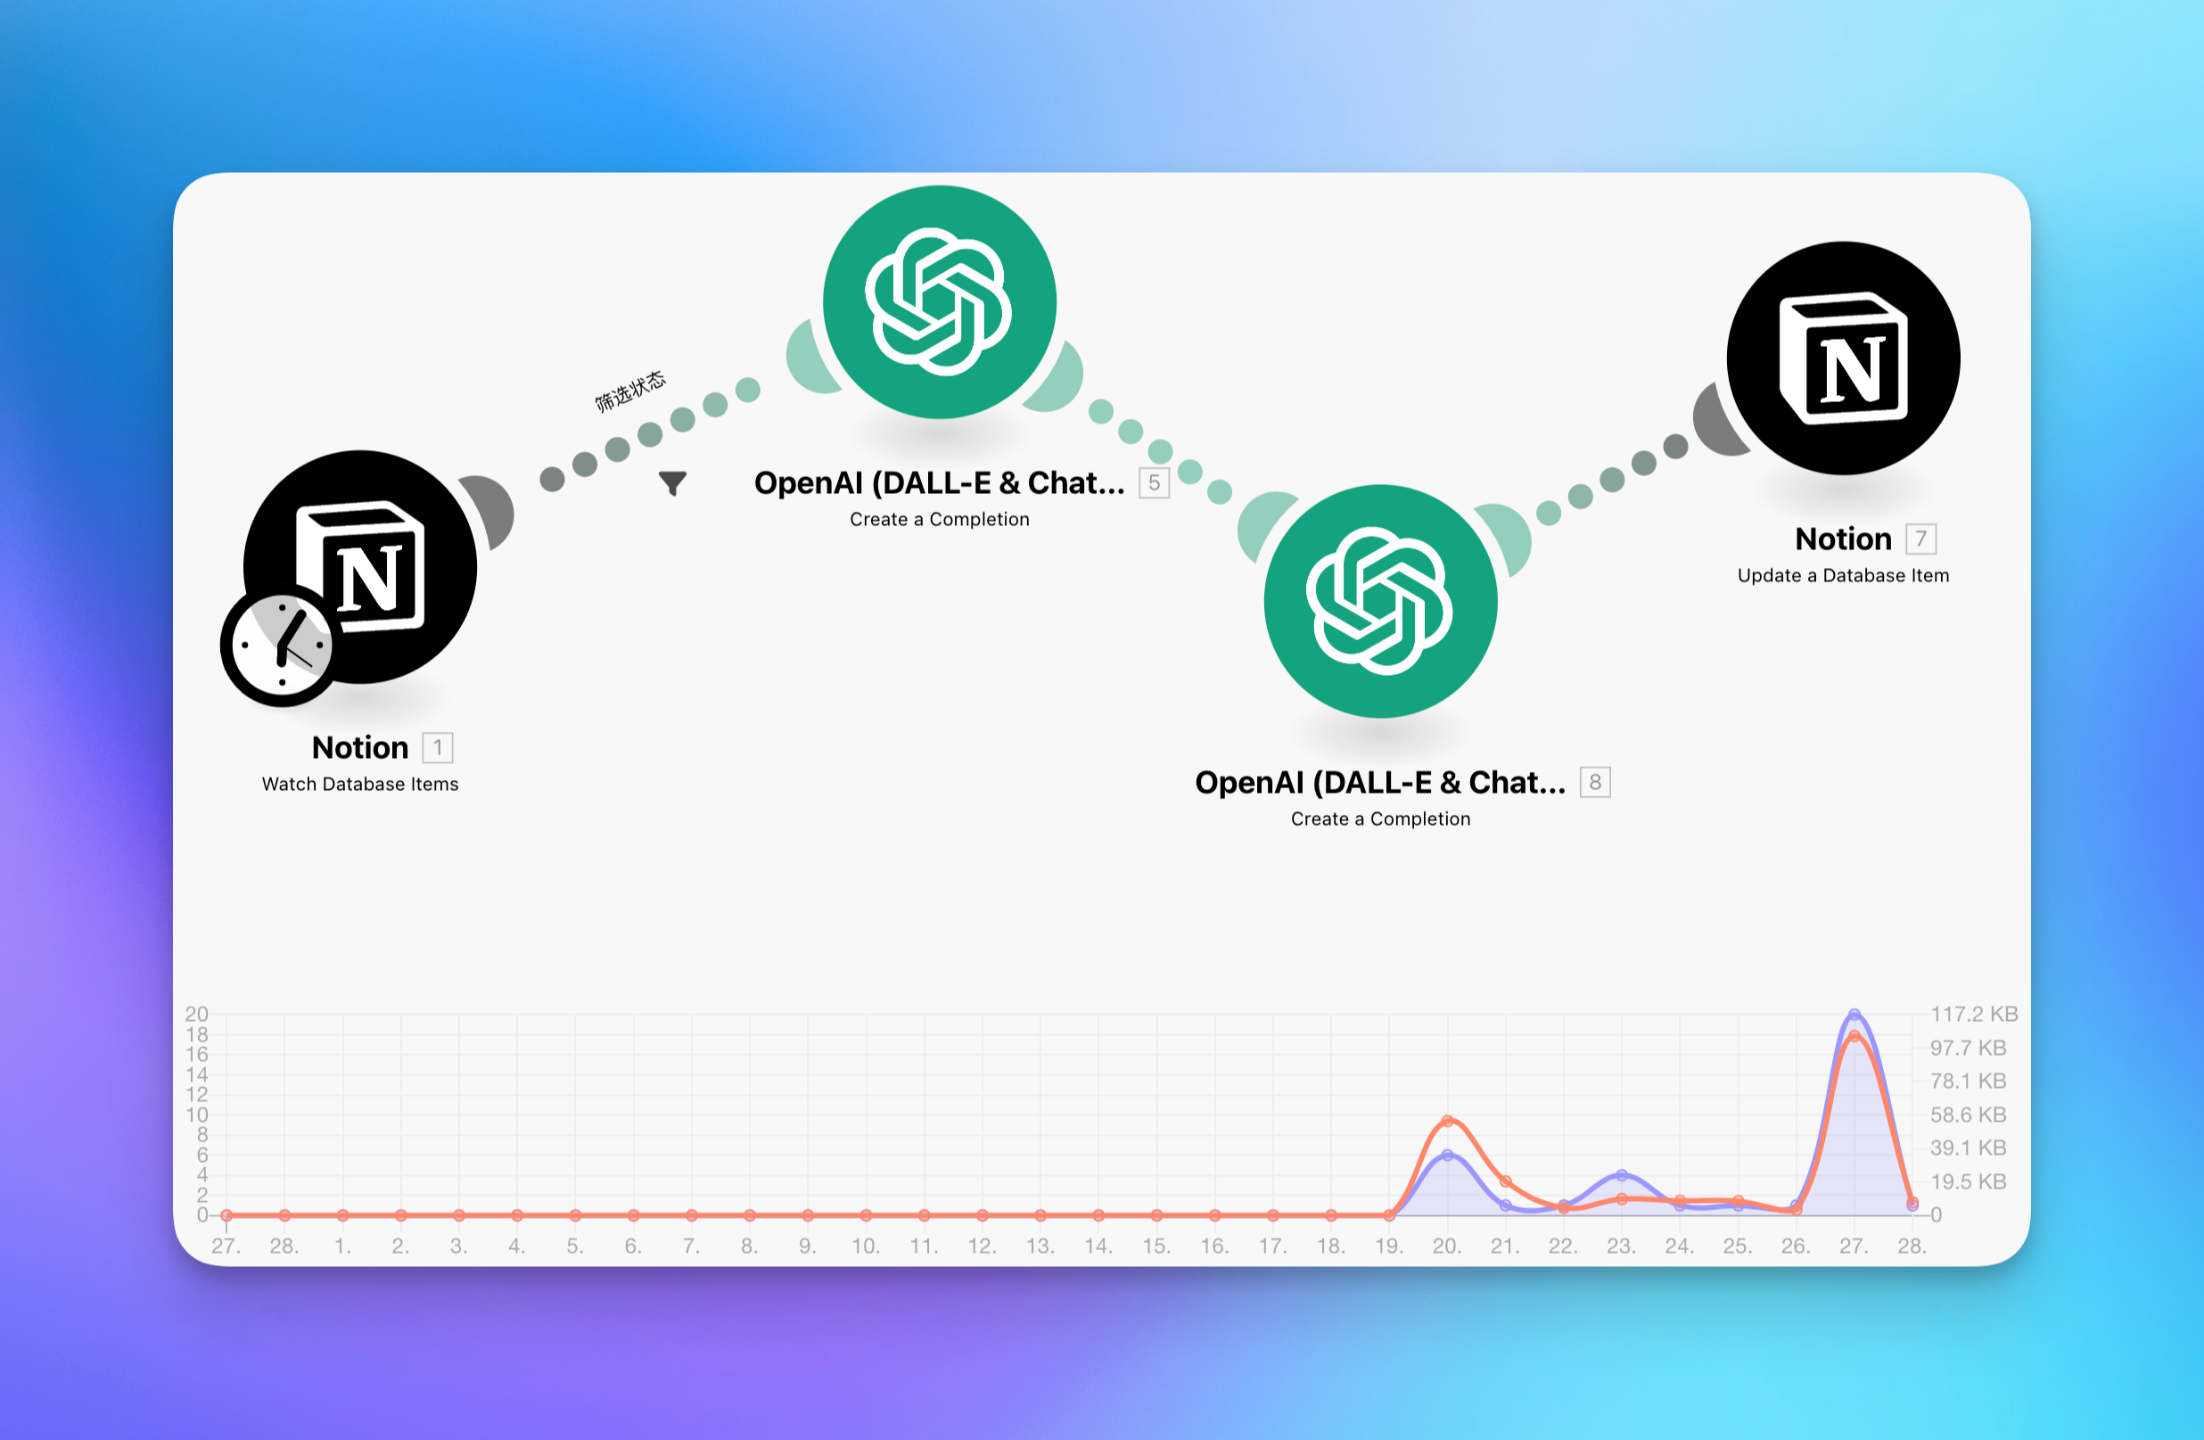 筛选状态
OpenAI (DALL-E & Chat... 5
Create a Completion
Notion 7
Update a Database Item
Notion 1
Watch Database Items
OpenAI (DALL-E & Chat... 8
Create a Completion
20
18
16
14
12
10
8
6
4
2
0
117.2 KB
97.7 KB
78.1 KB
58.6 KB
39.1 KB
19.5 KB
0
27. 28. 1. 2. 3. 4. 5. 6. 7. 8. 9. 10. 11. 12. 13. 14. 15. 16. 17. 18. 19. 20. 21. 22. 23. 24. 25. 26. 27. 28.